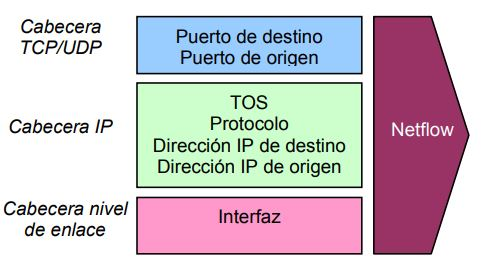 Cabecera
TCP/UDP
Puerto de destino
Puerto de origen
Cabecera IP
TOS
Protocolo
Dirección IP de destino
Dirección IP de origen
Cabecera nivel
de enlace
Interfaz
Netflow